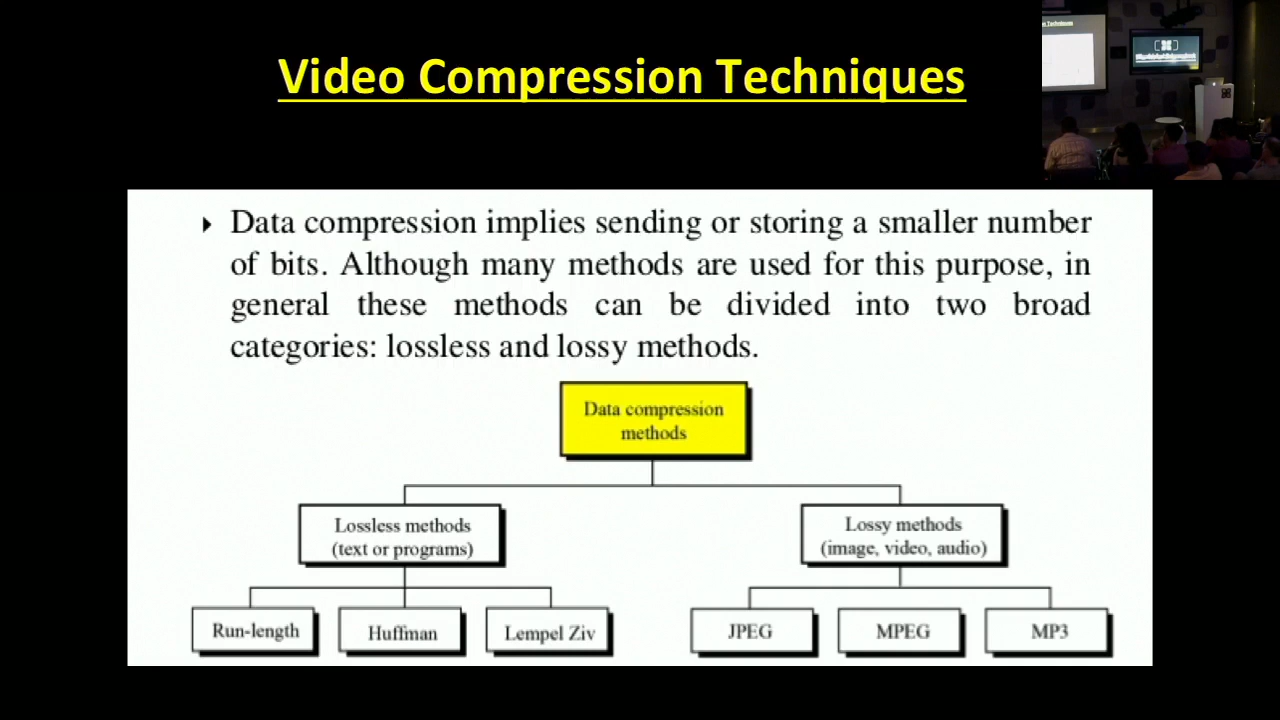 Video Compression Techniques
Data compression implies sending or storing a smaller number
of bits. Although many methods are used for this purpose, in
general these methods can be divided into two broad
categories: lossless and lossy methods.
Data compression
methods
Lossless methods
(text or programs)
Lossy methods
(image, video, audio)
Run-length
Huffman
Lempel Ziv
JPEG
MPEG
MP3